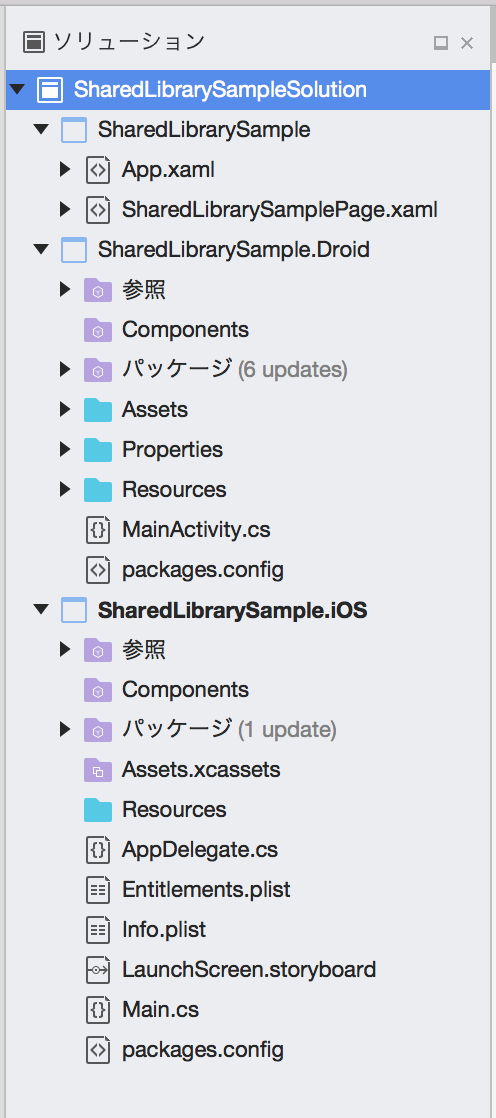 ソリューション
SharedLibrarySampleSolution
SharedLibrarySample
App.xaml
SharedLibrarySamplePage.xaml
SharedLibrarySample.Droid
参照
Components
パッケージ (6 updates)
Assets
Properties
Resources
MainActivity.cs
packages.config
SharedLibrarySample.iOS
参照
Components
パッケージ (1 update)
Assets.xcassets
Resources
AppDelegate.cs
Entitlements.plist
Info.plist
LaunchScreen.storyboard
Main.cs
packages.config